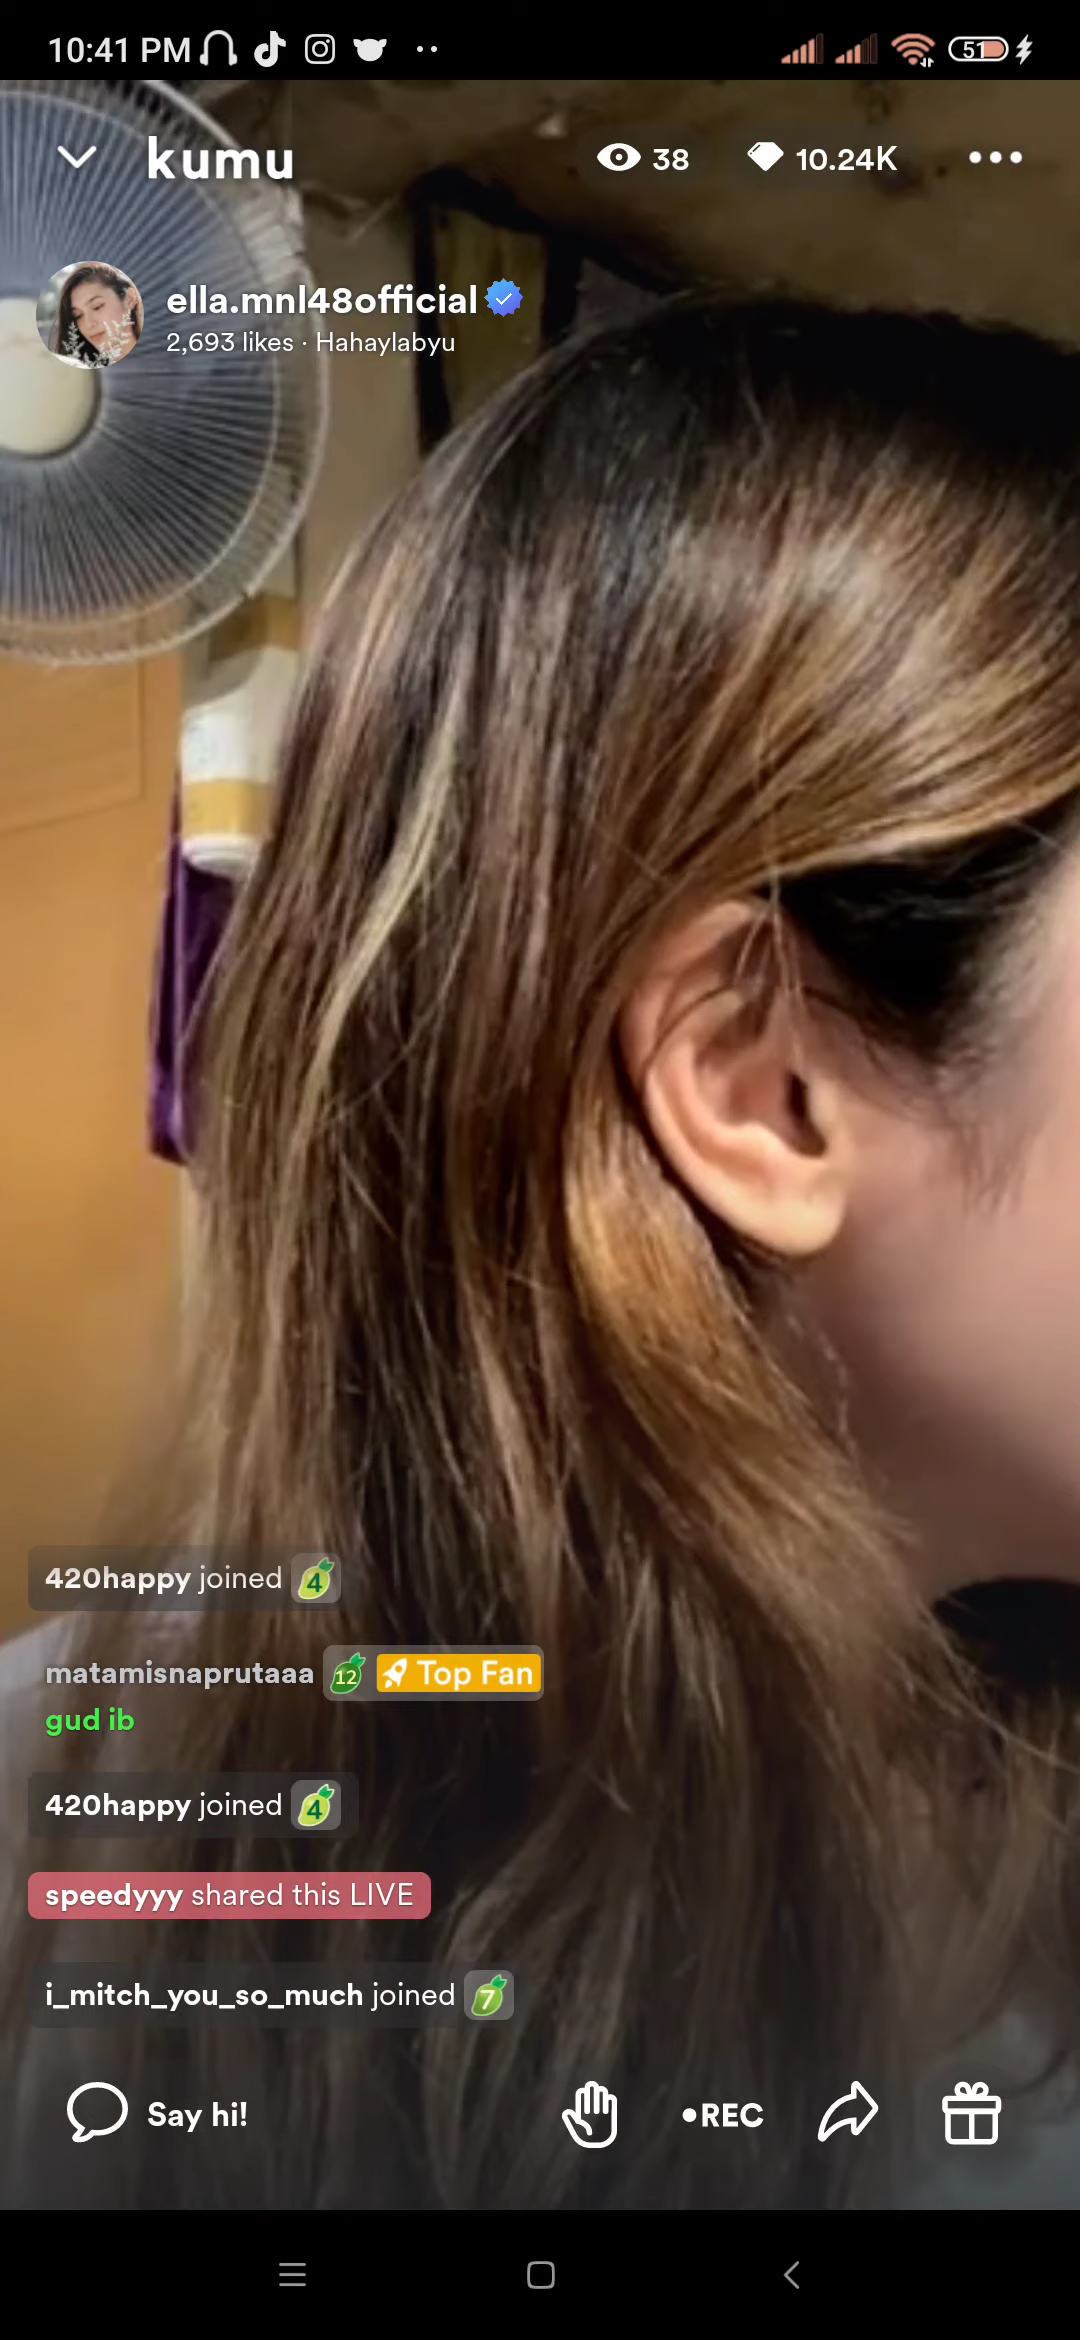 10:41 PM
51
kumu
38
10.24K
ella.mnl48official
2,693 likes · Hahaylabyu
420happy joined 4
matamisnaprutaaa 12 Top Fan
gud ib
420happy joined 4
speedyyy shared this LIVE
i_mitch_you_so_much joined 7
Say hi!
•REC